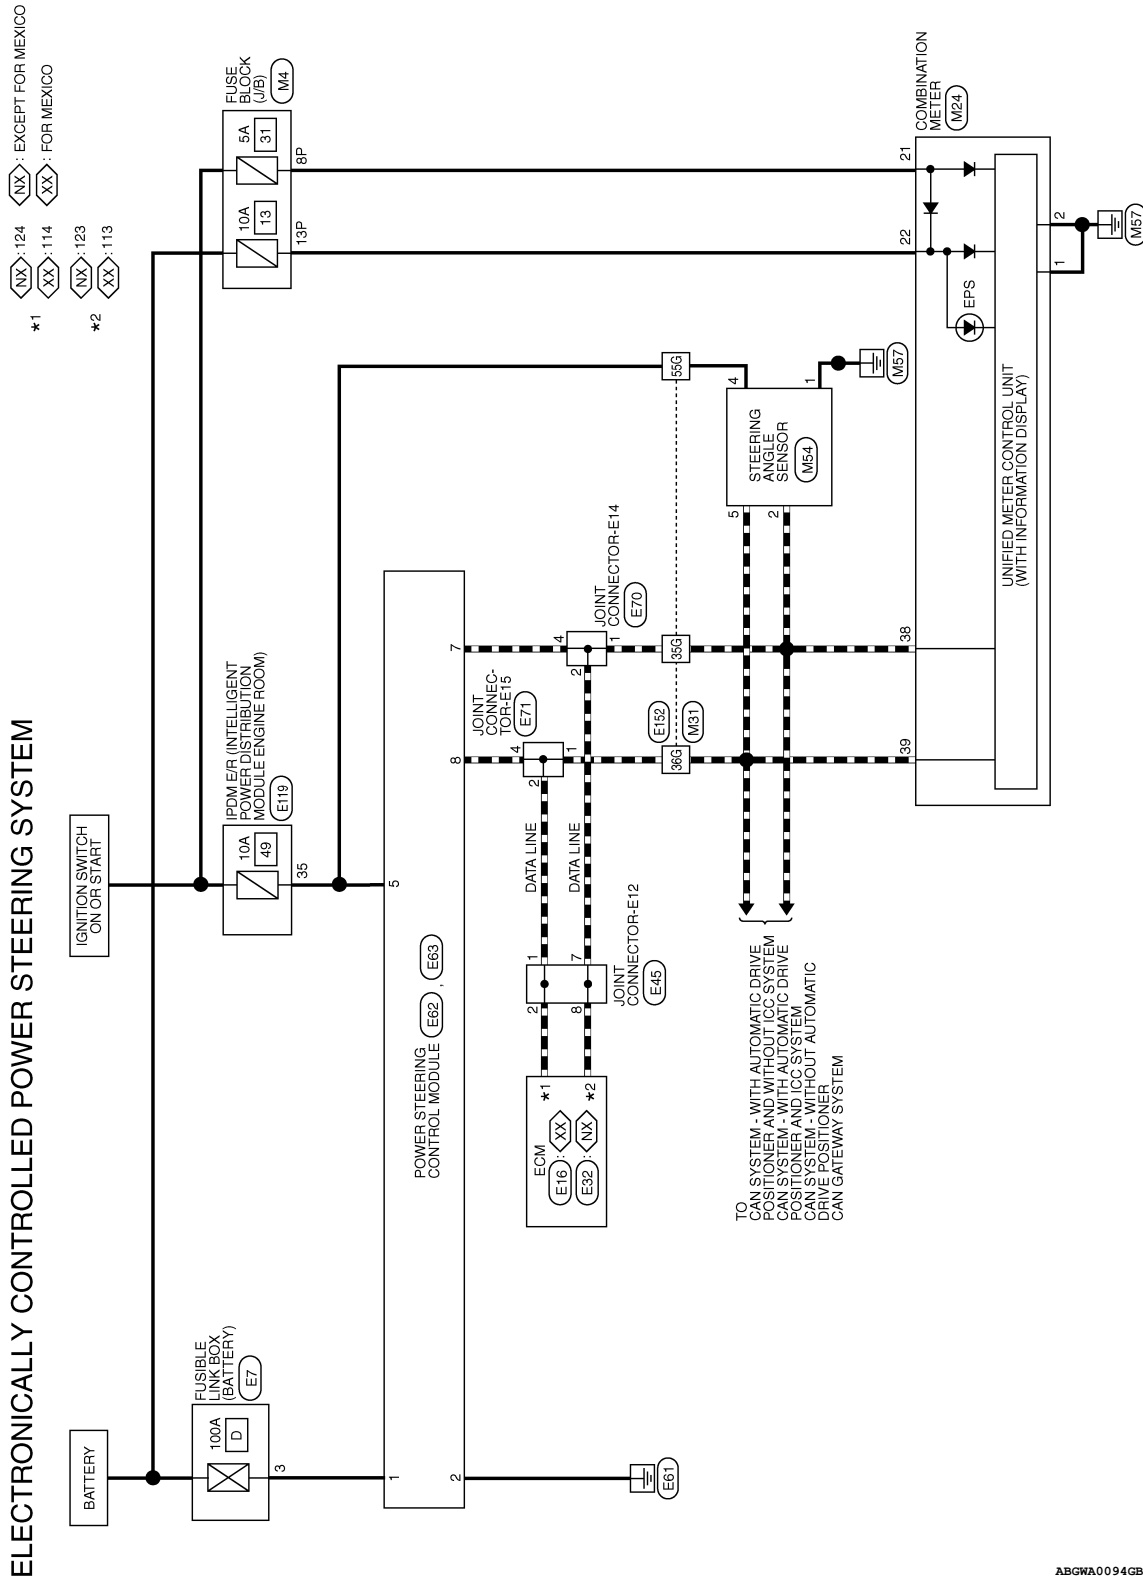 ELECTRONICALLY CONTROLLED POWER STEERING SYSTEM
*1
NX : 124
XX : 114
*2
NX : 123
XX : 113
NX : EXCEPT FOR MEXICO
XX : FOR MEXICO
BATTERY
IGNITION SWITCH
ON OR START
100A
D
FUSIBLE
LINK BOX
(BATTERY)
E7
3
10A
49
IPDM E/R (INTELLIGENT
POWER DISTRIBUTION
MODULE ENGINE ROOM)
E119
35
10A
13
5A
31
FUSE
BLOCK
(J/B)
M4
13P
8P
1
5
POWER STEERING
CONTROL MODULE
E62 , E63
2
8
7
E61
JOINT
CONNEC-
TOR-E15
E71
4
2
1
JOINT
CONNECTOR-E14
E70
4
2
1
DATA LINE
DATA LINE
ECM
E16 : XX
E32 : NX
*1
*2
2
1
8
7
JOINT
CONNECTOR-E12
E45
36G
35G
55G
E152
M31
STEERING
ANGLE
SENSOR
M54
4
1
5
2
M57
TO
CAN SYSTEM - WITH AUTOMATIC DRIVE
POSITIONER AND WITHOUT ICC SYSTEM
CAN SYSTEM - WITH AUTOMATIC DRIVE
POSITIONER AND ICC SYSTEM
CAN SYSTEM - WITHOUT AUTOMATIC
DRIVE POSITIONER
CAN GATEWAY SYSTEM
39
38
22
21
COMBINATION
METER
M24
EPS
UNIFIED METER CONTROL UNIT
(WITH INFORMATION DISPLAY)
1
2
M57
ABGWA0094GB